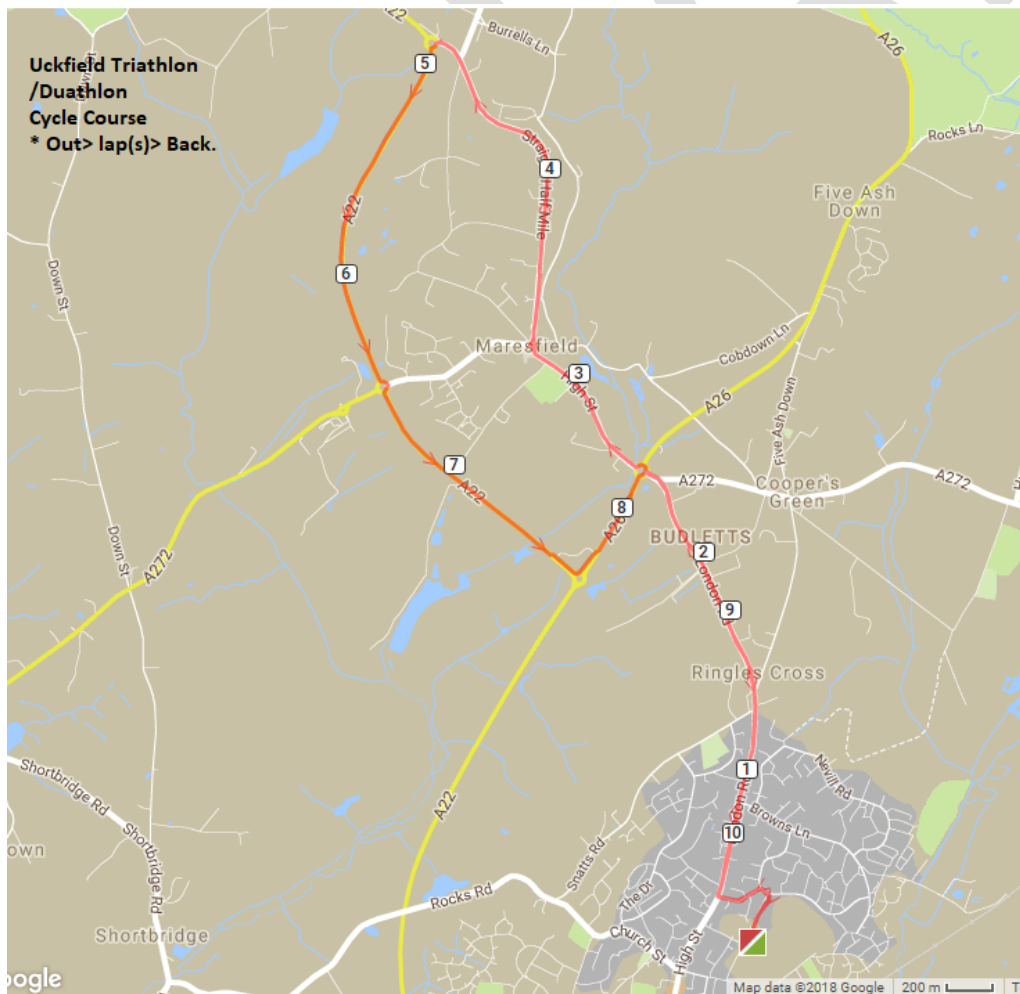 A22
Burrells Ln
Uckfield Triathlon
/Duathlon
Cycle Course
* Out> lap(s)> Back.
5
A26
Rocks Ln
4
Five Ash
Down
A22
6
Down St
Maresfield
Cobdown Ln
3
High St
A26
Five Ash Down
7
A22
A272
Cooper's
Green
A272
8
A26
BUDLETTS
2
Down St
A272
9
Ringles Cross
Shortbridge Rd
A22
1
Nevill Rd
Browns Ln
10
Snatts Rd
Shortbridge Rd
Rocks Rd
The Dr
Church St
High St
Shortbridge
Map data ©2018 Google
200 m